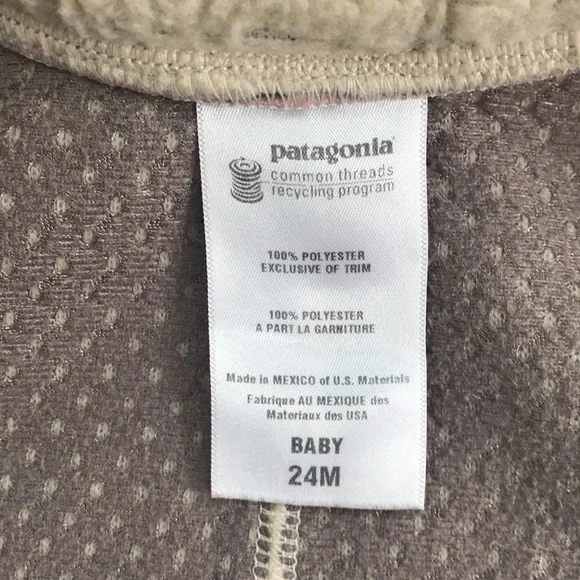 patagonia
common threads
recycling program
100% POLYESTER
EXCLUSIVE OF TRIM
100% POLYESTER
A PART LA GARNITURE
Made in MEXICO of U.S. Materials
Fabrique AU MEXIQUE des
Materiaux des USA
BABY
24M